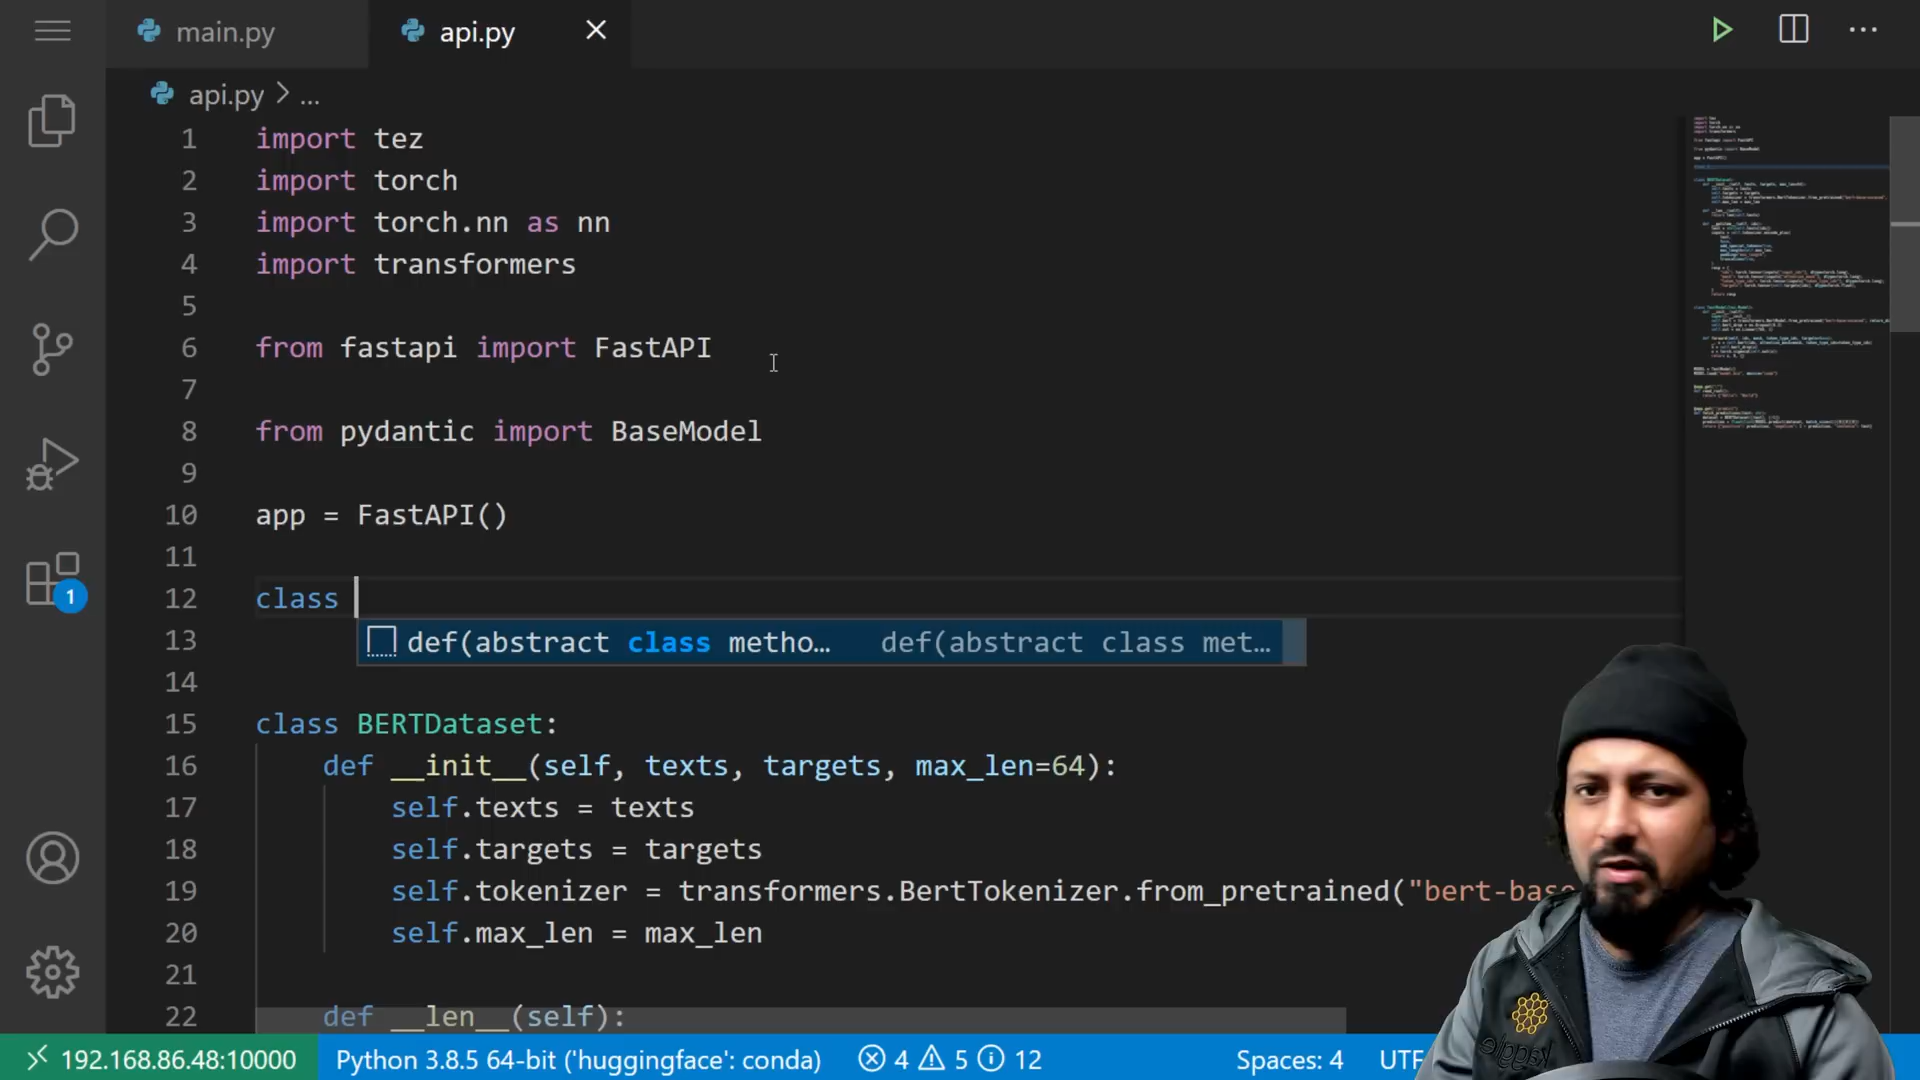 main.py
api.py
api.py > ...
1 import tez
2 import torch
3 import torch.nn as nn
4 import transformers
5
6 from fastapi import FastAPI
7
8 from pydantic import BaseModel
9
10 app = FastAPI()
11
12 class
13 def(abstract class metho… def(abstract class met…
14
15 class BERTDataset:
16 def __init__(self, texts, targets, max_len=64):
17 self.texts = texts
18 self.targets = targets
19 self.tokenizer = transformers.BertTokenizer.from_pretrained("bert-base
20 self.max_len = max_len
21
22 def __len__(self):
1
192.168.86.48:10000 Python 3.8.5 64-bit ('huggingface': conda) 4 5 12 Spaces: 4 UTF
kaggle